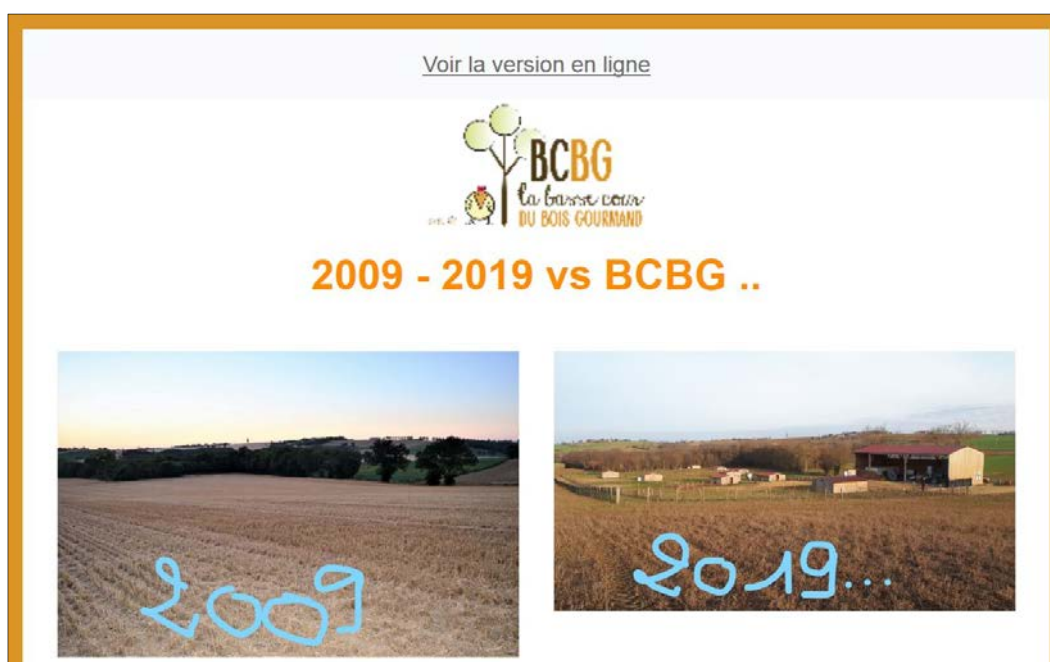 Voir la version en ligne
BCBG
la basse cour
DU BOIS GOURMAND
2009 - 2019 vs BCBG ..
2009
2019...